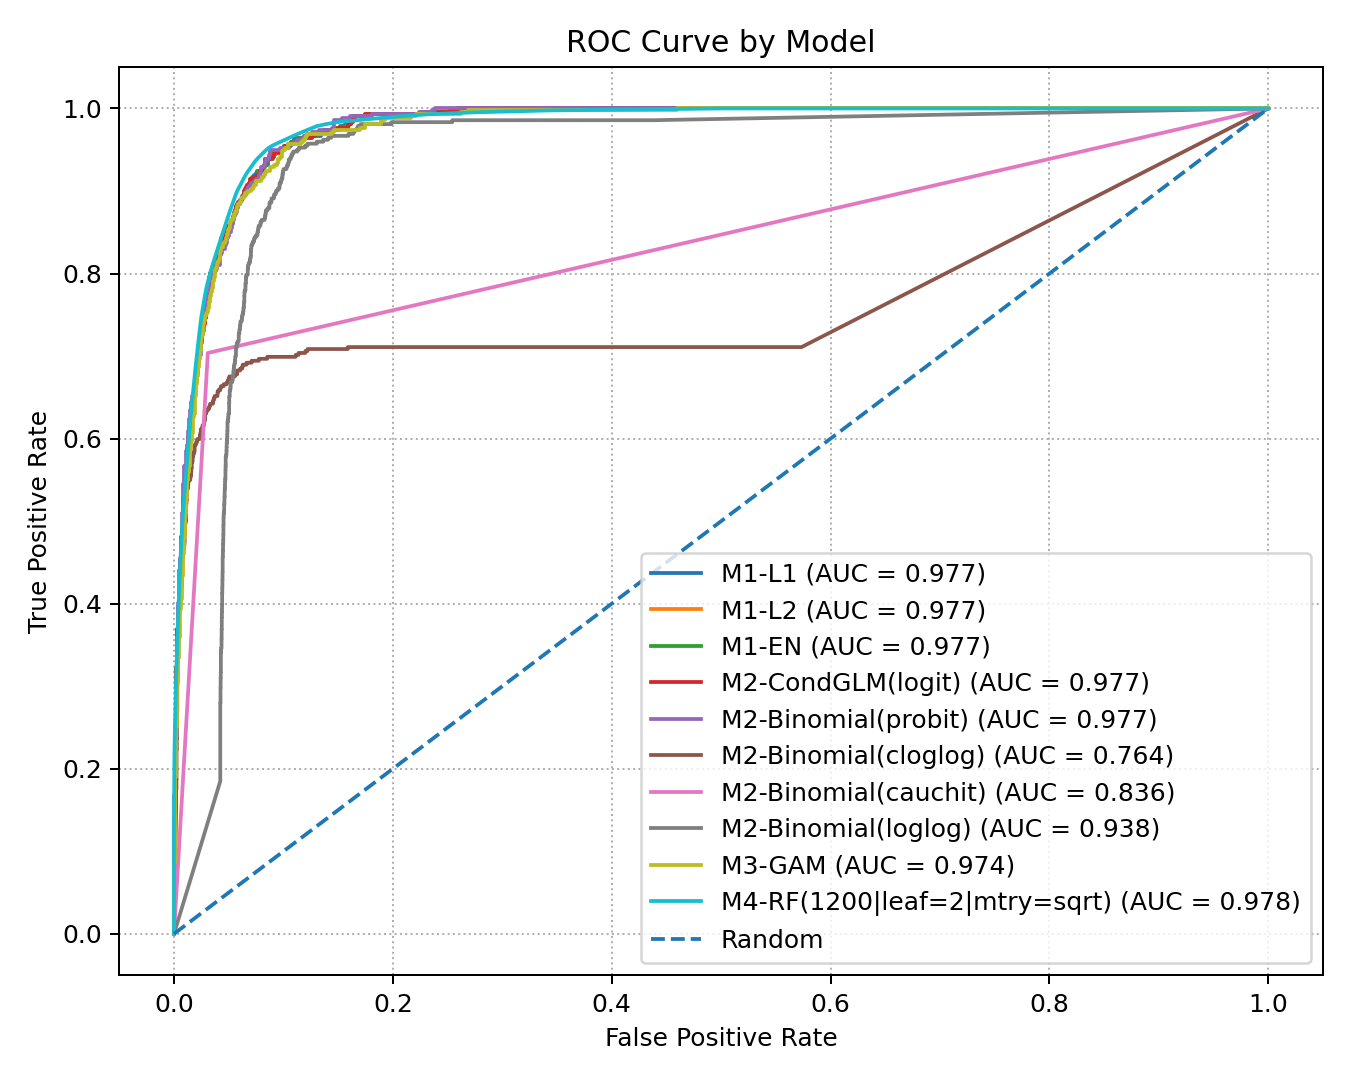 ROC Curve by Model
1.0
0.8
0.6
0.4
0.2
0.0
True Positive Rate
M1-L1 (AUC = 0.977)
M1-L2 (AUC = 0.977)
M1-EN (AUC = 0.977)
M2-CondGLM(logit) (AUC = 0.977)
M2-Binomial(probit) (AUC = 0.977)
M2-Binomial(cloglog) (AUC = 0.764)
M2-Binomial(cauchit) (AUC = 0.836)
M2-Binomial(loglog) (AUC = 0.938)
M3-GAM (AUC = 0.974)
M4-RF(1200|leaf=2|mtry=sqrt) (AUC = 0.978)
Random
0.0 0.2 0.4 0.6 0.8 1.0
False Positive Rate